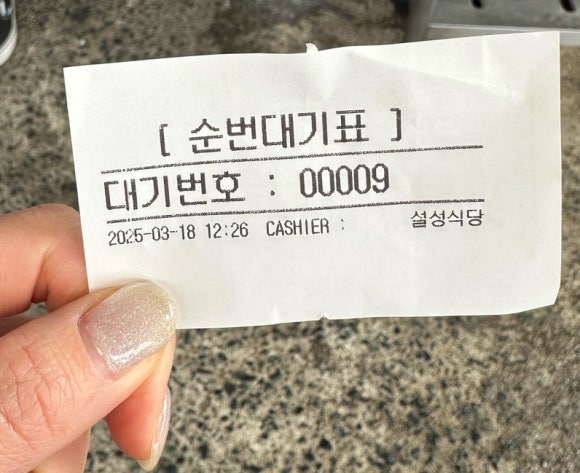 [ 순번대기표 ]
대기번호 : 00009
2025-03-18 12:26 CASHIER : 설성식당